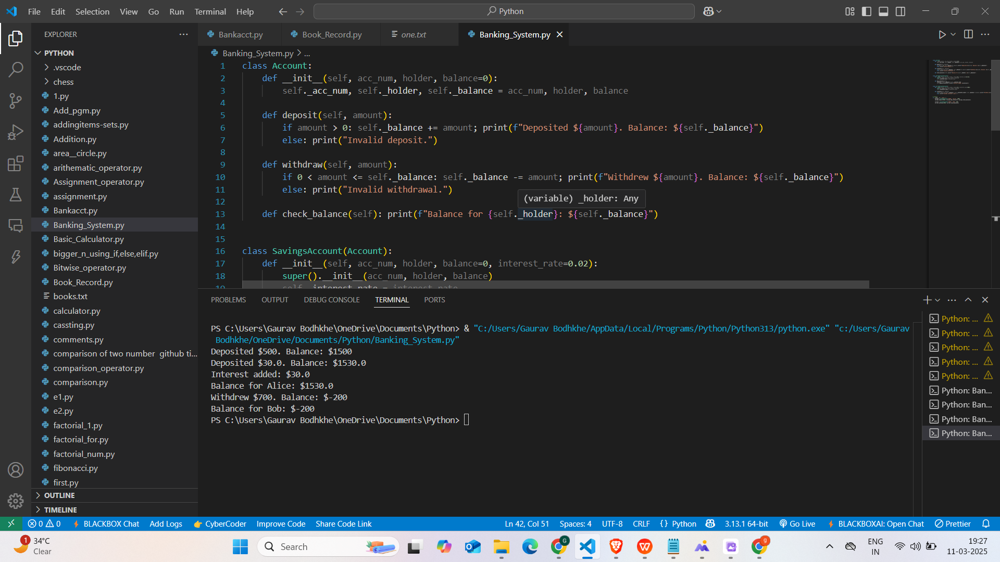 File Edit Selection View Go Run Terminal Help
Python
EXPLORER
PYTHON
.vscode
chess
1.py
Add_pgm.py
addingitems-sets.py
Addition.py
area__circle.py
arithematic_operator.py
Assignment_operator.py
assignment.py
Bankacct.py
Banking_System.py
Basic_Calculator.py
bigger_n_using_if,else,elif.py
Bitwise_operator.py
Book_Record.py
books.txt
calculator.py
cassting.py
comments.py
comparison of two number  github ti...
comparison_operator.py
comparison.py
e1.py
e2.py
factorial_1.py
factorial_for.py
factorial_num.py
fibonacci.py
first.py
OUTLINE
TIMELINE
Bankacct.py Book_Record.py one.txt Banking_System.py
Banking_System.py > ...
1 class Account:
2 def __init__(self, acc_num, holder, balance=0):
3 self._acc_num, self._holder, self._balance = acc_num, holder, balance
4
5 def deposit(self, amount):
6 if amount > 0: self._balance += amount; print(f"Deposited ${amount}. Balance: ${self._balance}")
7 else: print("Invalid deposit.")
8
9 def withdraw(self, amount):
10 if 0 < amount <= self._balance: self._balance -= amount; print(f"Withdrew ${amount}. Balance: ${self._balance}")
11 else: print("Invalid withdrawal.")
(variable) _holder: Any
12
13 def check_balance(self): print(f"Balance for {self._holder}: ${self._balance}")
14
15
16 class SavingsAccount(Account):
17 def __init__(self, acc_num, holder, balance=0, interest_rate=0.02):
18 super().__init__(acc_num, holder, balance)
19 self._interest_rate = interest_rate
PROBLEMS OUTPUT DEBUG CONSOLE TERMINAL PORTS
PS C:\Users\Gaurav Bodhkhe\OneDrive\Documents\Python> & "C:/Users/Gaurav Bodhkhe/AppData/Local/Programs/Python/Python313/python.exe" "c:/Users/Gaurav
Bodhkhe/OneDrive/Documents/Python/Banking_System.py"
Deposited $500. Balance: $1500
Deposited $30.0. Balance: $1530.0
Interest added: $30.0
Balance for Alice: $1530.0
Withdrew $700. Balance: $-200
Balance for Bob: $-200
PS C:\Users\Gaurav Bodhkhe\OneDrive\Documents\Python>
Python: ...
Python: ...
Python: ...
Python: ...
Python: ...
Python: Ban...
Python: Ban...
Python: Ban...
Python: Ban...
0 0 BLACKBOX Chat Add Logs CyberCoder Improve Code Share Code Link Ln 42, Col 51 Spaces: 4 UTF-8 CRLF {} Python 3.13.1 64-bit Go Live BLACKBOXAI: Open Chat Prettier
1 34°C
Clear
Search
G
g
ENG
IN
19:27
11-03-2025